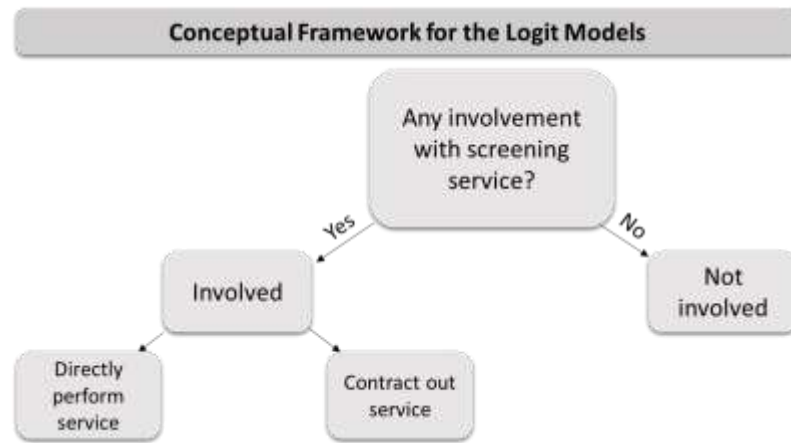 Conceptual Framework for the Logit Models
Any involvement
with screening
service?
Yes
No
Involved
Not
involved
Directly
perform
service
Contract out
service